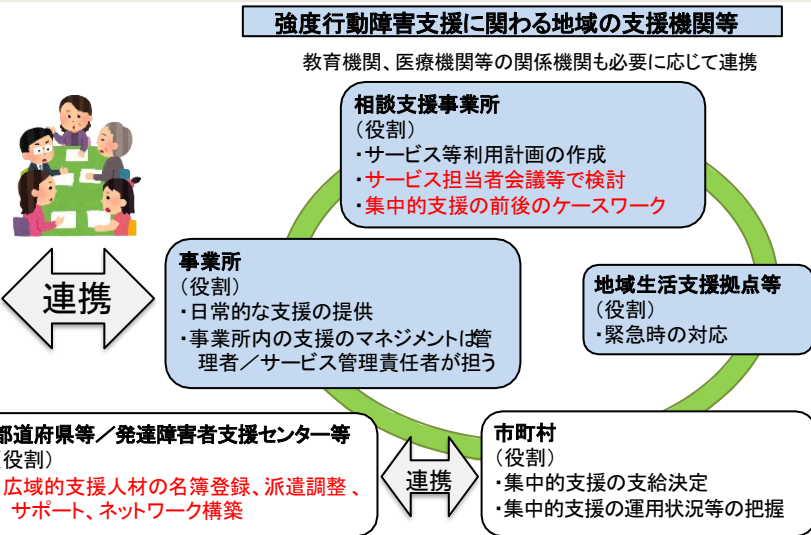 強度行動障害支援に関わる地域の支援機関等
教育機関、医療機関等の関係機関も必要に応じて連携
相談支援事業所
（役割）
・サービス等利用計画の作成
・サービス担当者会議等で検討
・集中的支援の前後のケースワーク
事業所
（役割）
・日常的な支援の提供
・事業所内の支援のマネジメントは管
理者／サービス管理責任者が担う
連携
地域生活支援拠点等
（役割）
・緊急時の対応
都道府県等／発達障害者支援センター等
（役割）
広域的支援人材の名簿登録、派遣調整、
サポート、ネットワーク構築
連携
市町村
（役割）
・集中的支援の支給決定
・集中的支援の運用状況等の把握